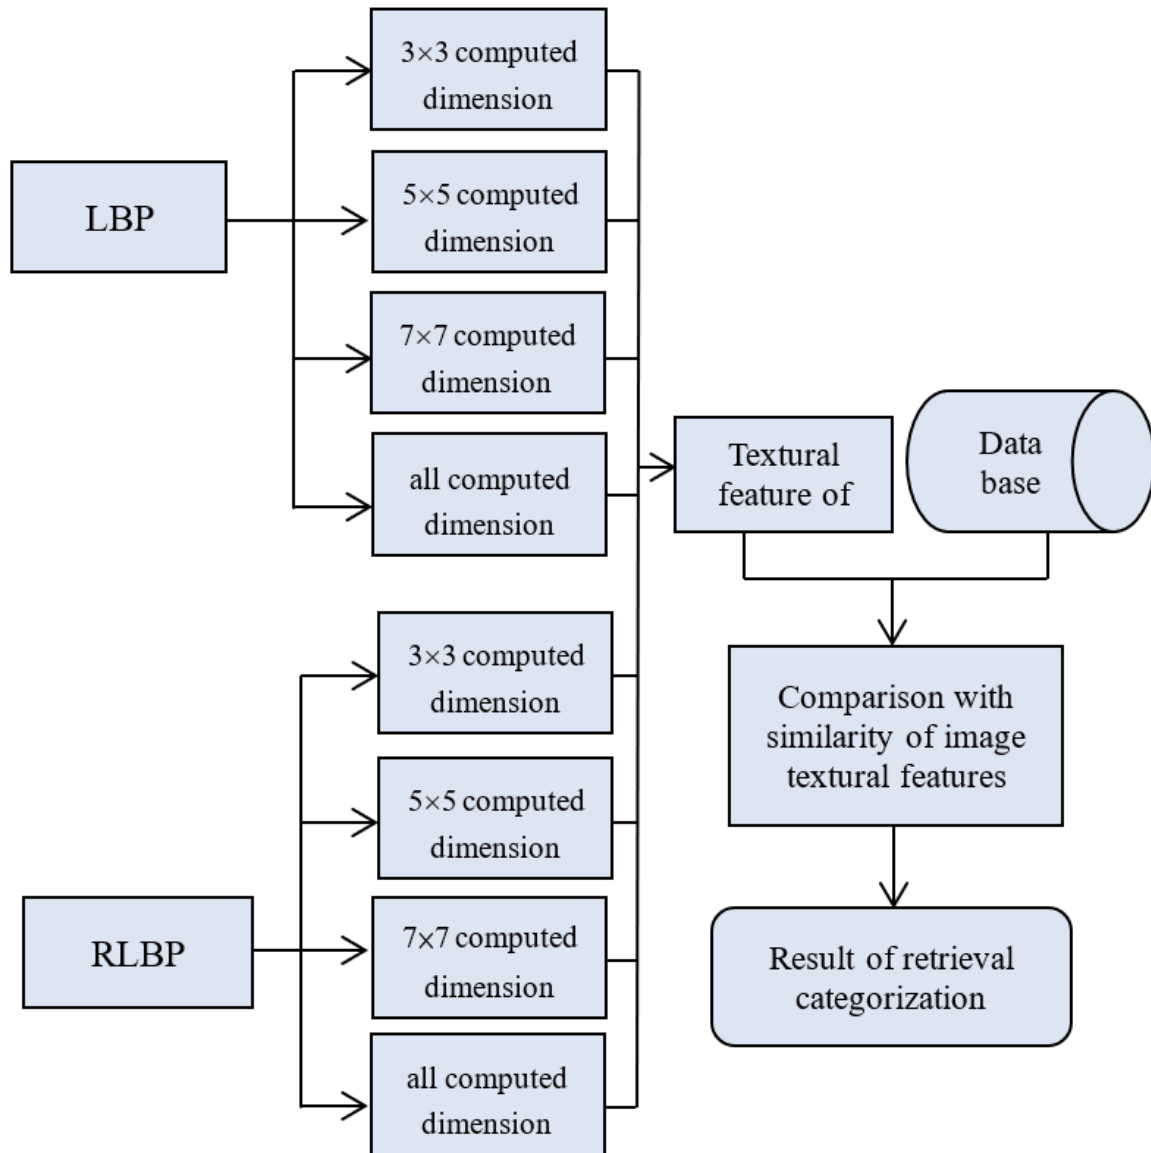 LBP
3×3 computed
dimension
5×5 computed
dimension
7×7 computed
dimension
all computed
dimension
RLBP
3×3 computed
dimension
5×5 computed
dimension
7×7 computed
dimension
all computed
dimension
Textural
feature of
Data
base
Comparison with
similarity of image
textural features
Result of retrieval
categorization